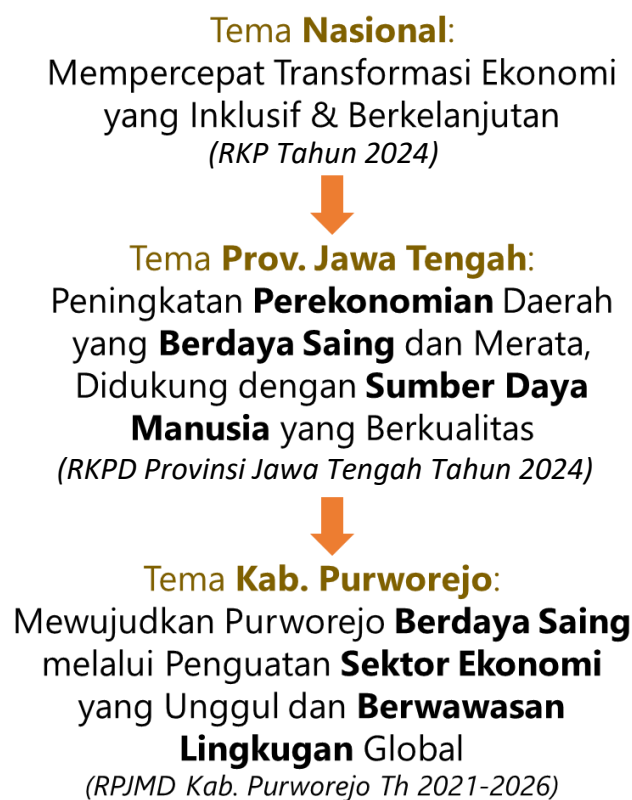 Tema Nasional:
Mempercepat Transformasi Ekonomi
yang Inklusif & Berkelanjutan
(RKP Tahun 2024)
Tema Prov. Jawa Tengah:
Peningkatan Perekonomian Daerah
yang Berdaya Saing dan Merata,
Didukung dengan Sumber Daya
Manusia yang Berkualitas
(RKPD Provinsi Jawa Tengah Tahun 2024)
Tema Kab. Purworejo:
Mewujudkan Purworejo Berdaya Saing
melalui Penguatan Sektor Ekonomi
yang Unggul dan Berwawasan
Lingkugan Global
(RPJMD Kab. Purworejo Th 2021-2026)